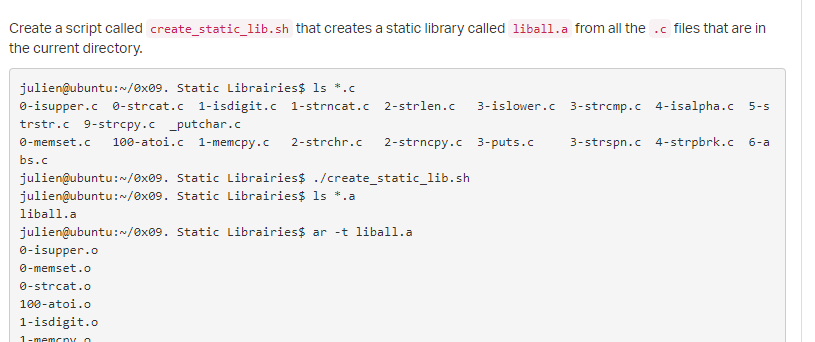 Create a script called create_static_lib.sh that creates a static library called liball.a from all the .c files that are in
the current directory.
julien@ubuntu:~/0x09. Static Librairies$ ls *.c
0-isupper.c  0-strcat.c  1-isdigit.c  1-strncat.c  2-strlen.c   3-islower.c  3-strcmp.c  4-isalpha.c  5-s
trstr.c  9-strcpy.c  _putchar.c
0-memset.c   100-atoi.c  1-memcpy.c   2-strchr.c   2-strncpy.c  3-puts.c     3-strspn.c  4-strpbrk.c  6-a
bs.c
julien@ubuntu:~/0x09. Static Librairies$ ./create_static_lib.sh
julien@ubuntu:~/0x09. Static Librairies$ ls *.a
liball.a
julien@ubuntu:~/0x09. Static Librairies$ ar -t liball.a
0-isupper.o
0-memset.o
0-strcat.o
100-atoi.o
1-isdigit.o
1-memcpy.o